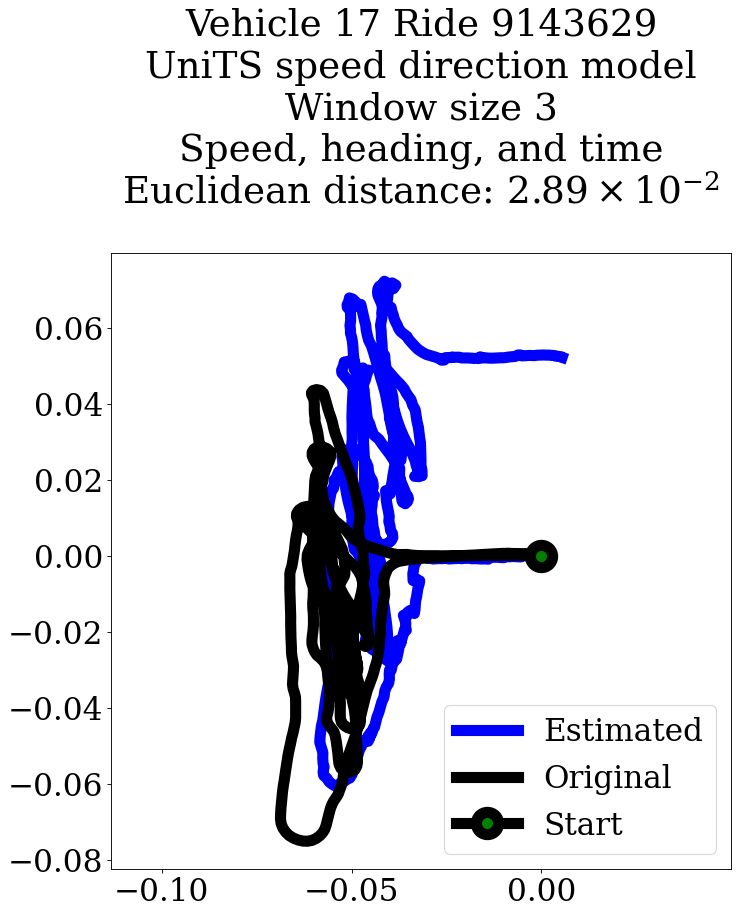 Vehicle 17 Ride 9143629
UniTS speed direction model
Window size 3
Speed, heading, and time
Euclidean distance: 2.89 × 10⁻²
0.06
0.04
0.02
0.00
−0.02
−0.04
−0.06
−0.08
−0.10
−0.05
0.00
Estimated
Original
Start